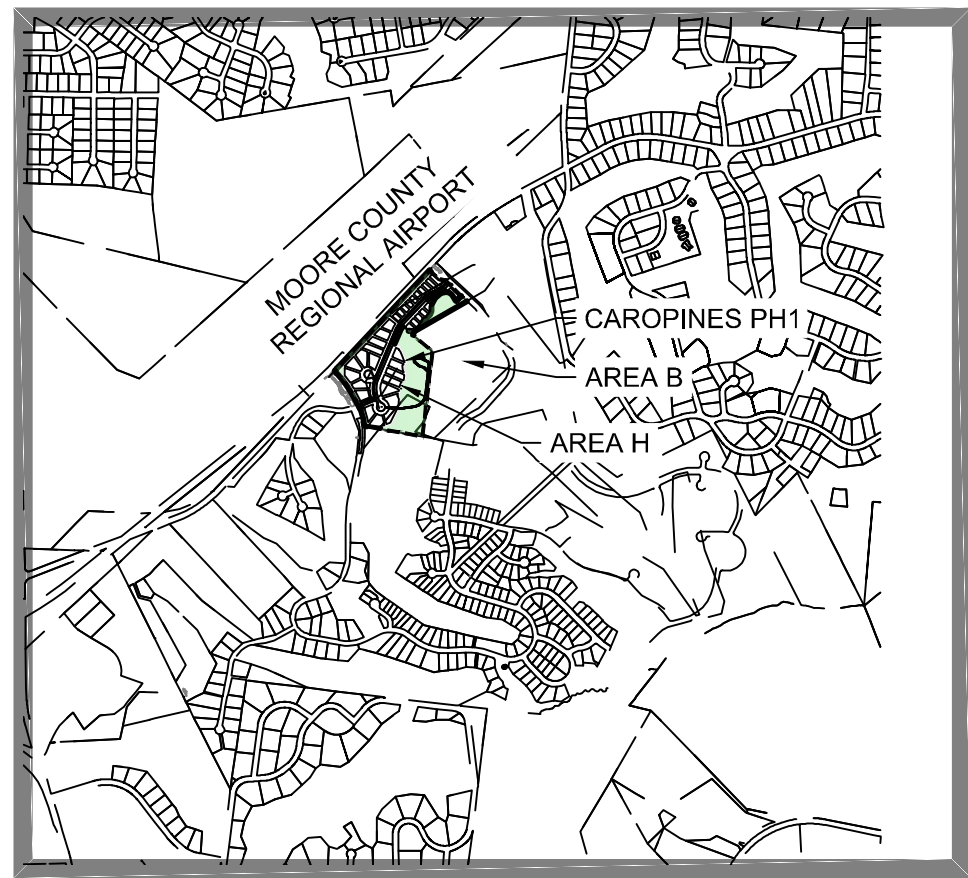 MOORE COUNTY
REGIONAL AIRPORT
CAROPINES PH1
AREA B
AREA H